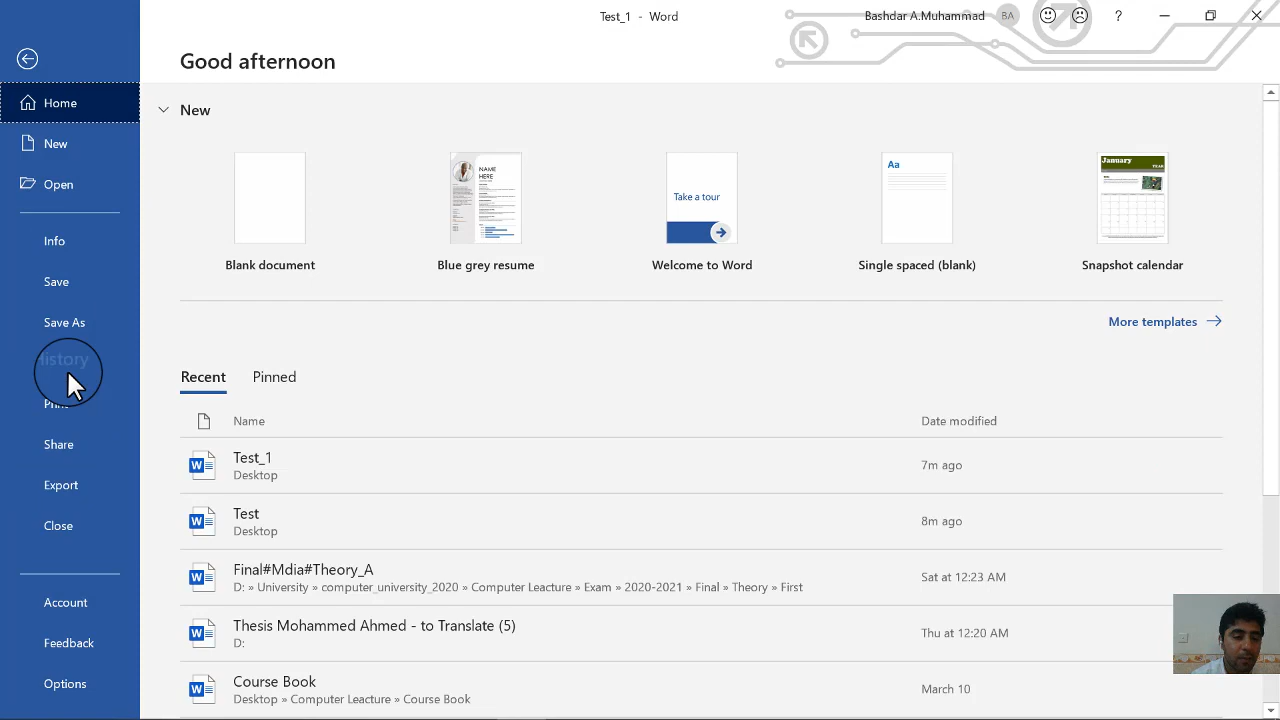 Test_1 - Word
Bashdar A.Muhammad
BA
?
Good afternoon
Home
New
Open
Info
Save
Save As
Share
Export
Close
Account
Feedback
Options
New
NAME
HERE
Take a tour
Aa
January
YEAR
Blank document
Blue grey resume
Welcome to Word
Single spaced (blank)
Snapshot calendar
More templates
Recent
Pinned
Name
Date modified
Test_1
Desktop
7m ago
Test
Desktop
8m ago
Final#Mdia#Theory_A
D: » University » computer_university_2020 » Computer Leacture » Exam » 2020-2021 » Final » Theory » First
Sat at 12:23 AM
Thesis Mohammed Ahmed - to Translate (5)
D:
Thu at 12:20 AM
Course Book
Desktop » Computer Leacture » Course Book
March 10